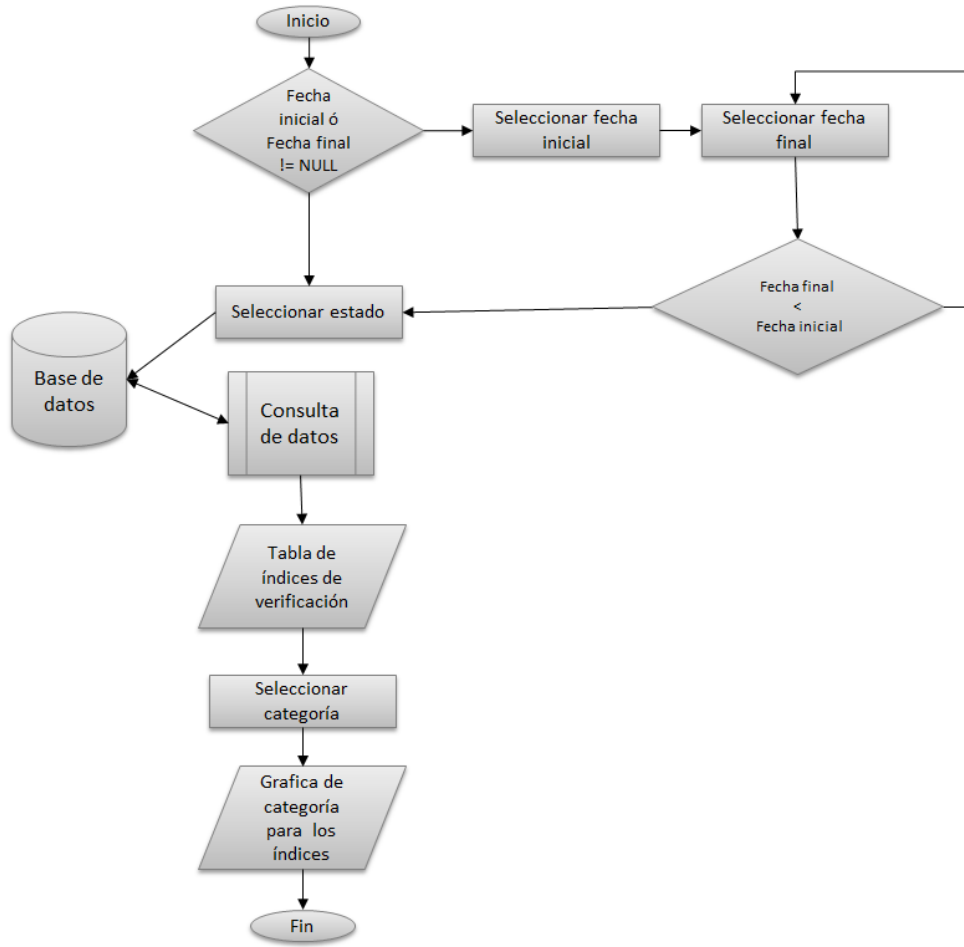 Inicio
Fecha
inicial ó
Fecha final
!= NULL
Seleccionar fecha
inicial
Seleccionar fecha
final
Fecha final
<
Fecha inicial
Seleccionar estado
Base de
datos
Consulta
de datos
Tabla de
índices de
verificación
Seleccionar
categoría
Grafica de
categoría
para los
índices
Fin